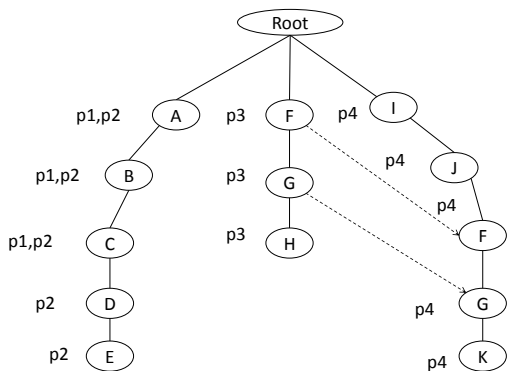 Root
p1,p2 A p3 F p4 I
p1,p2 B p3 G p4 J
p4
p1,p2 C p3 H F
p2 D p4 G
p2 E p4 K